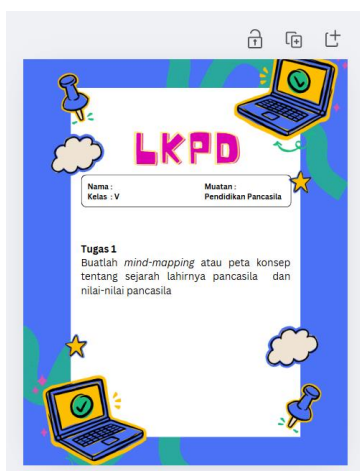 LKPD
Nama :
Kelas : V
Muatan :
Pendidikan Pancasila
Tugas 1
Buatlah mind-mapping atau peta konsep
tentang sejarah lahirnya pancasila dan
nilai-nilai pancasila